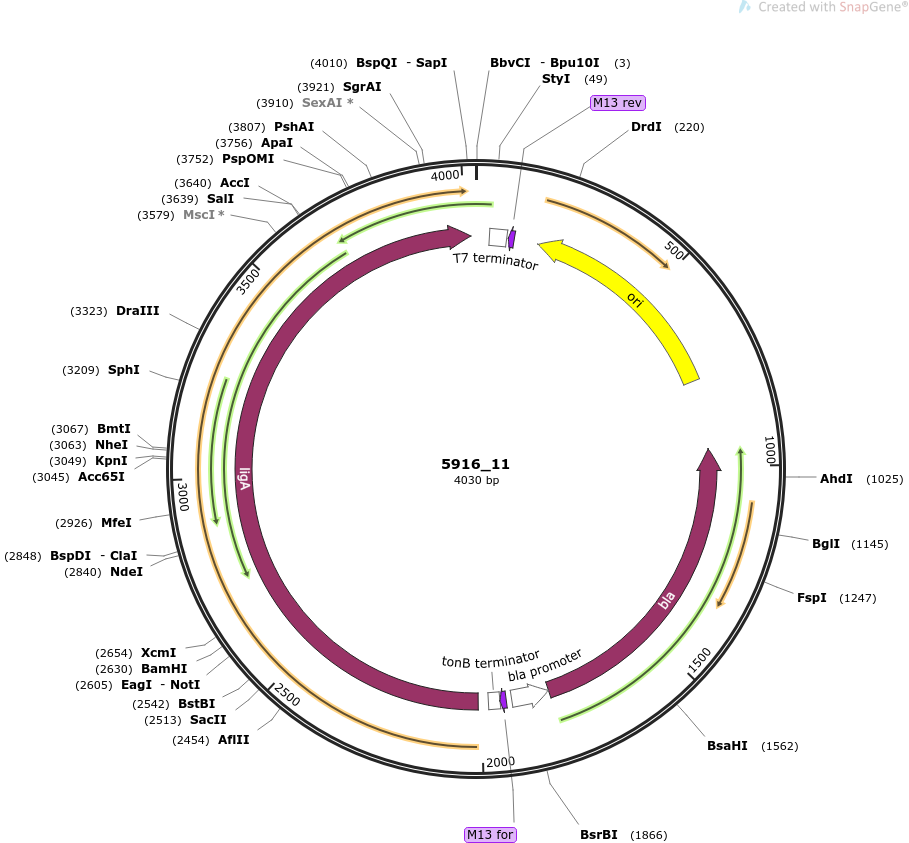 Created with SnapGene®
(4010) BspQI - SapI
BbvCI - Bpu10I (3)
StyI (49)
(3921) SgrAI
(3910) SexAI *
M13 rev
(3807) PshAI
DrdI (220)
(3756) ApaI
(3752) PspOMI
(3640) AccI
(3639) SalI
(3579) MscI *
4000
500
3500
T7 terminator
ori
(3323) DraIII
(3209) SphI
(3067) BmtI
(3063) NheI
(3049) KpnI
(3045) Acc65I
1000
5916_11
4030 bp
ligA
AhdI (1025)
3000
(2926) MfeI
BglI (1145)
(2848) BspDI - ClaI
(2840) NdeI
FspI (1247)
bla
(2654) XcmI
(2630) BamHI
(2605) EagI - NotI
(2542) BstBI
(2513) SacII
(2454) AflII
tonB terminator
bla promoter
1500
2500
BsaHI (1562)
2000
M13 for
BsrBI (1866)